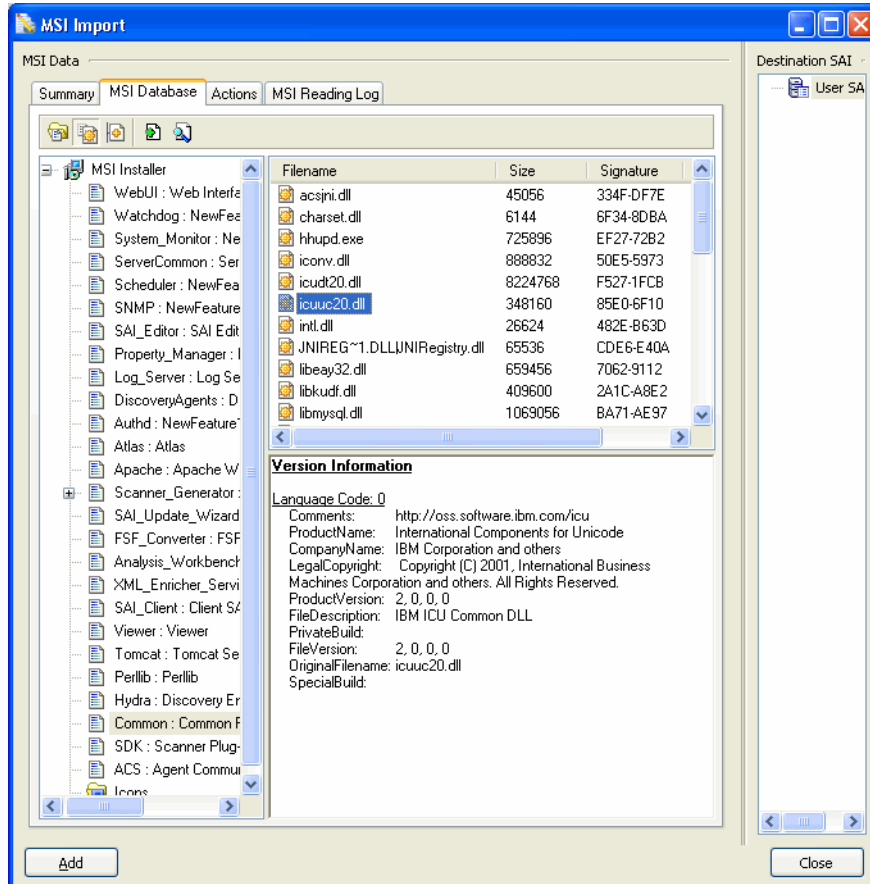 MSI Import
MSI Data
Destination SAI
Summary MSI Database Actions MSI Reading Log
User SA
MSI Installer
WebUI : Web Interfa
Watchdog : NewFea
System_Monitor : Ne
ServerCommon : Ser
Scheduler : NewFea
SNMP : NewFeature
SAI_Editor : SAI Edit
Property_Manager : 
Log_Server : Log Se
DiscoveryAgents : D
Authd : NewFeature
Atlas : Atlas
Apache : Apache W
Scanner_Generator :
SAI_Update_Wizard
FSF_Converter : FSF
Analysis_Workbench
XML_Enricher_Servi
SAI_Client : Client SA
Viewer : Viewer
Tomcat : Tomcat Se
Perllib : Perllib
Hydra : Discovery Er
Common : Common F
SDK : Scanner Plug-
ACS : Agent Commu
Icons
Filename Size Signature
acsjni.dll 45056 334F-DF7E
charset.dll 6144 6F34-8DBA
hhupd.exe 725896 EF27-72B2
iconv.dll 888832 50E5-5973
icudt20.dll 8224768 F527-1FCB
icuuc20.dll 348160 85E0-6F10
intl.dll 26624 482E-B63D
JNIREG~1.DLL|JNIRegistry.dll 65536 CDE6-E40A
libeay32.dll 659456 7062-9112
libkudf.dll 409600 2A1C-A8E2
libmysql.dll 1069056 BA71-AE97
Version Information
Language Code: 0
Comments: http://oss.software.ibm.com/icu
ProductName: International Components for Unicode
CompanyName: IBM Corporation and others
LegalCopyright: Copyright (C) 2001, International Business
Machines Corporation and others. All Rights Reserved.
ProductVersion: 2, 0, 0, 0
FileDescription: IBM ICU Common DLL
PrivateBuild:
FileVersion: 2, 0, 0, 0
OriginalFilename: icuuc20.dll
SpecialBuild:
Add
Close